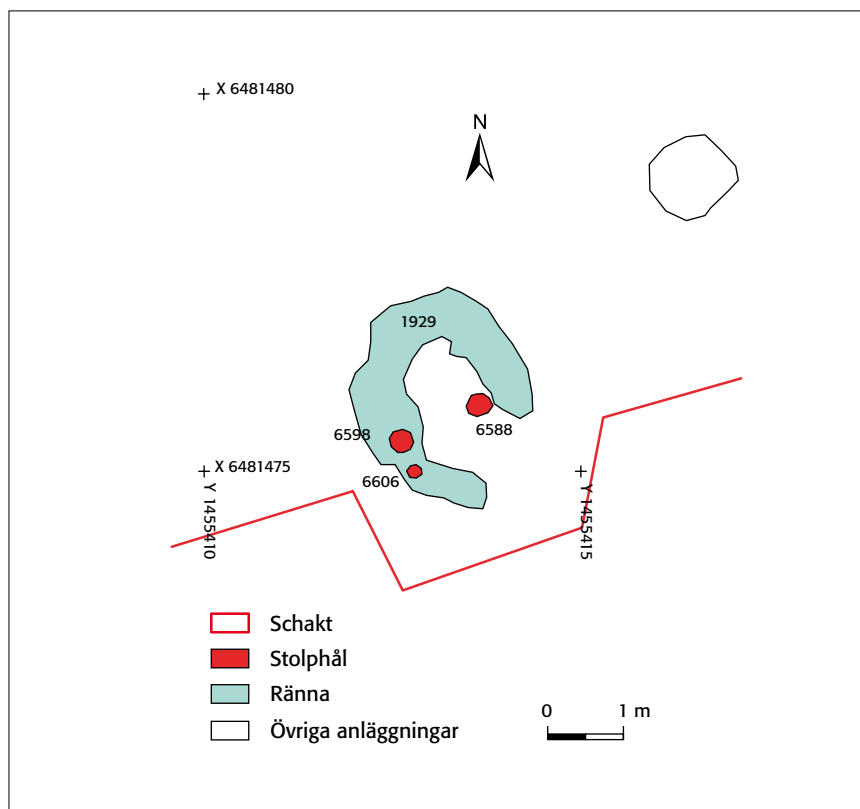 X 6481480
N
1929
6598
6588
6606
X 6481475
Y 1455410
Y 1455415
Schakt
Stolphål
Ränna
Övriga anläggningar
0 1 m